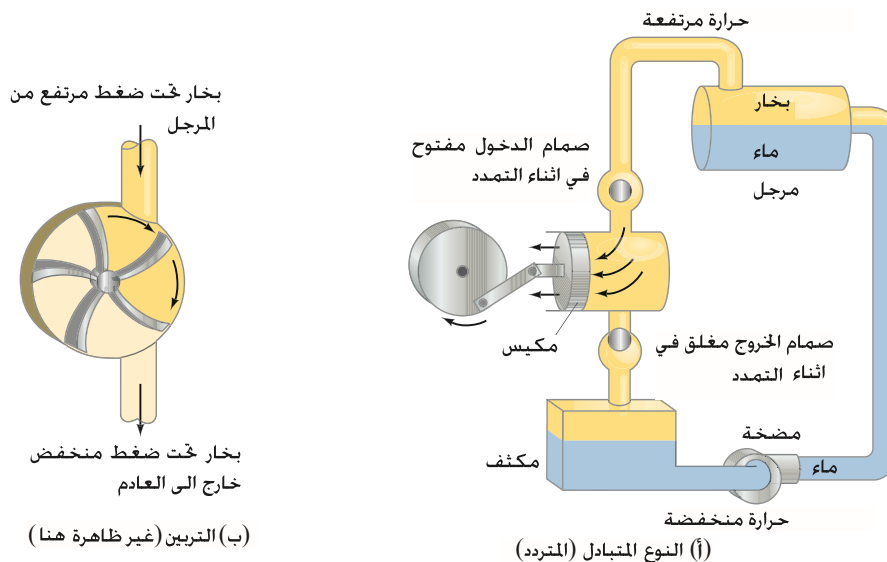 حرارة مرتفعة
بخار
ماء
مرجل
صمام الدخول مفتوح
في اثناء التمدد
مكبس
صمام الخروج مغلق في
اثناء التمدد
مكثف
مضخة
ماء
حرارة منخفضة
(أ) النوع المتبادل (المتردد)
بخار تحت ضغط مرتفع من
المرجل
بخار تحت ضغط منخفض
خارج الى العادم
(ب) التربين (غير ظاهرة هنا)